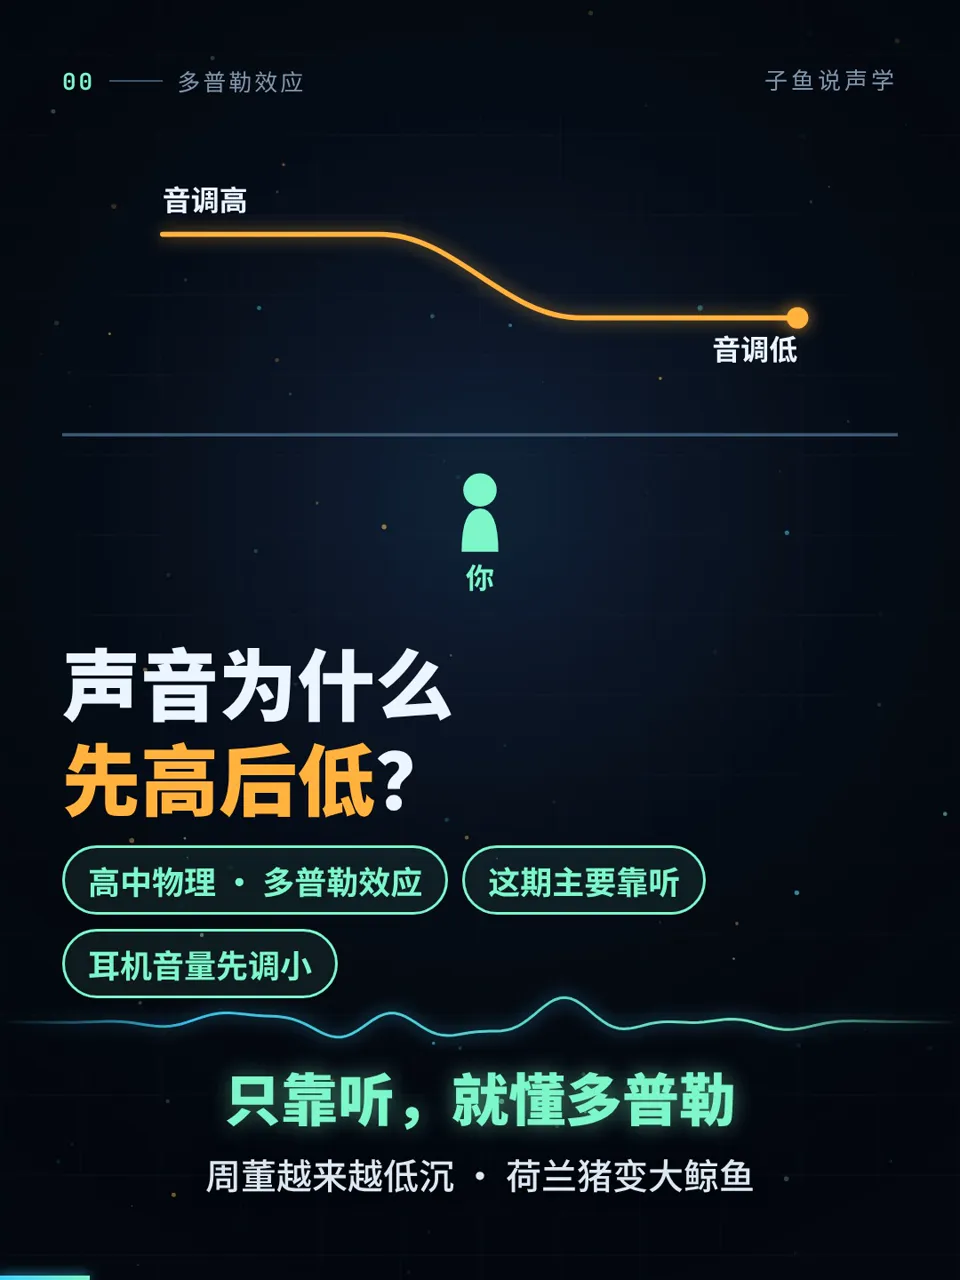 00 多普勒效应
子鱼说声学
音调高
音调低
你
声音为什么
先高后低？
高中物理 · 多普勒效应
这期主要靠听
耳机音量先调小
只靠听，就懂多普勒
周董越来越低沉 · 荷兰猪变大鲸鱼